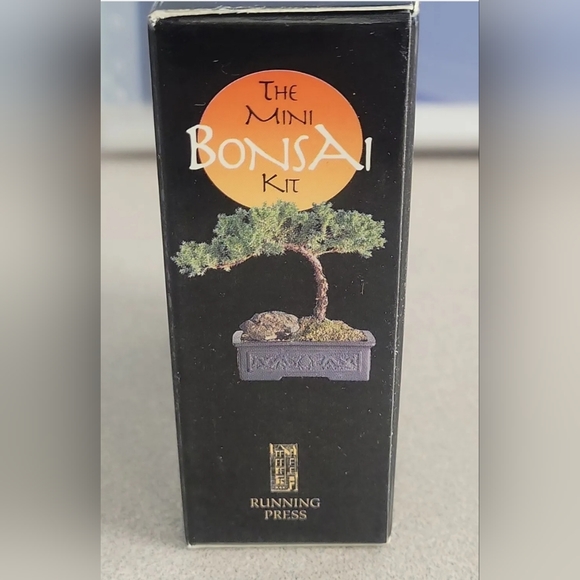 The
Mini
Bonsai
Kit
RUNNING
PRESS